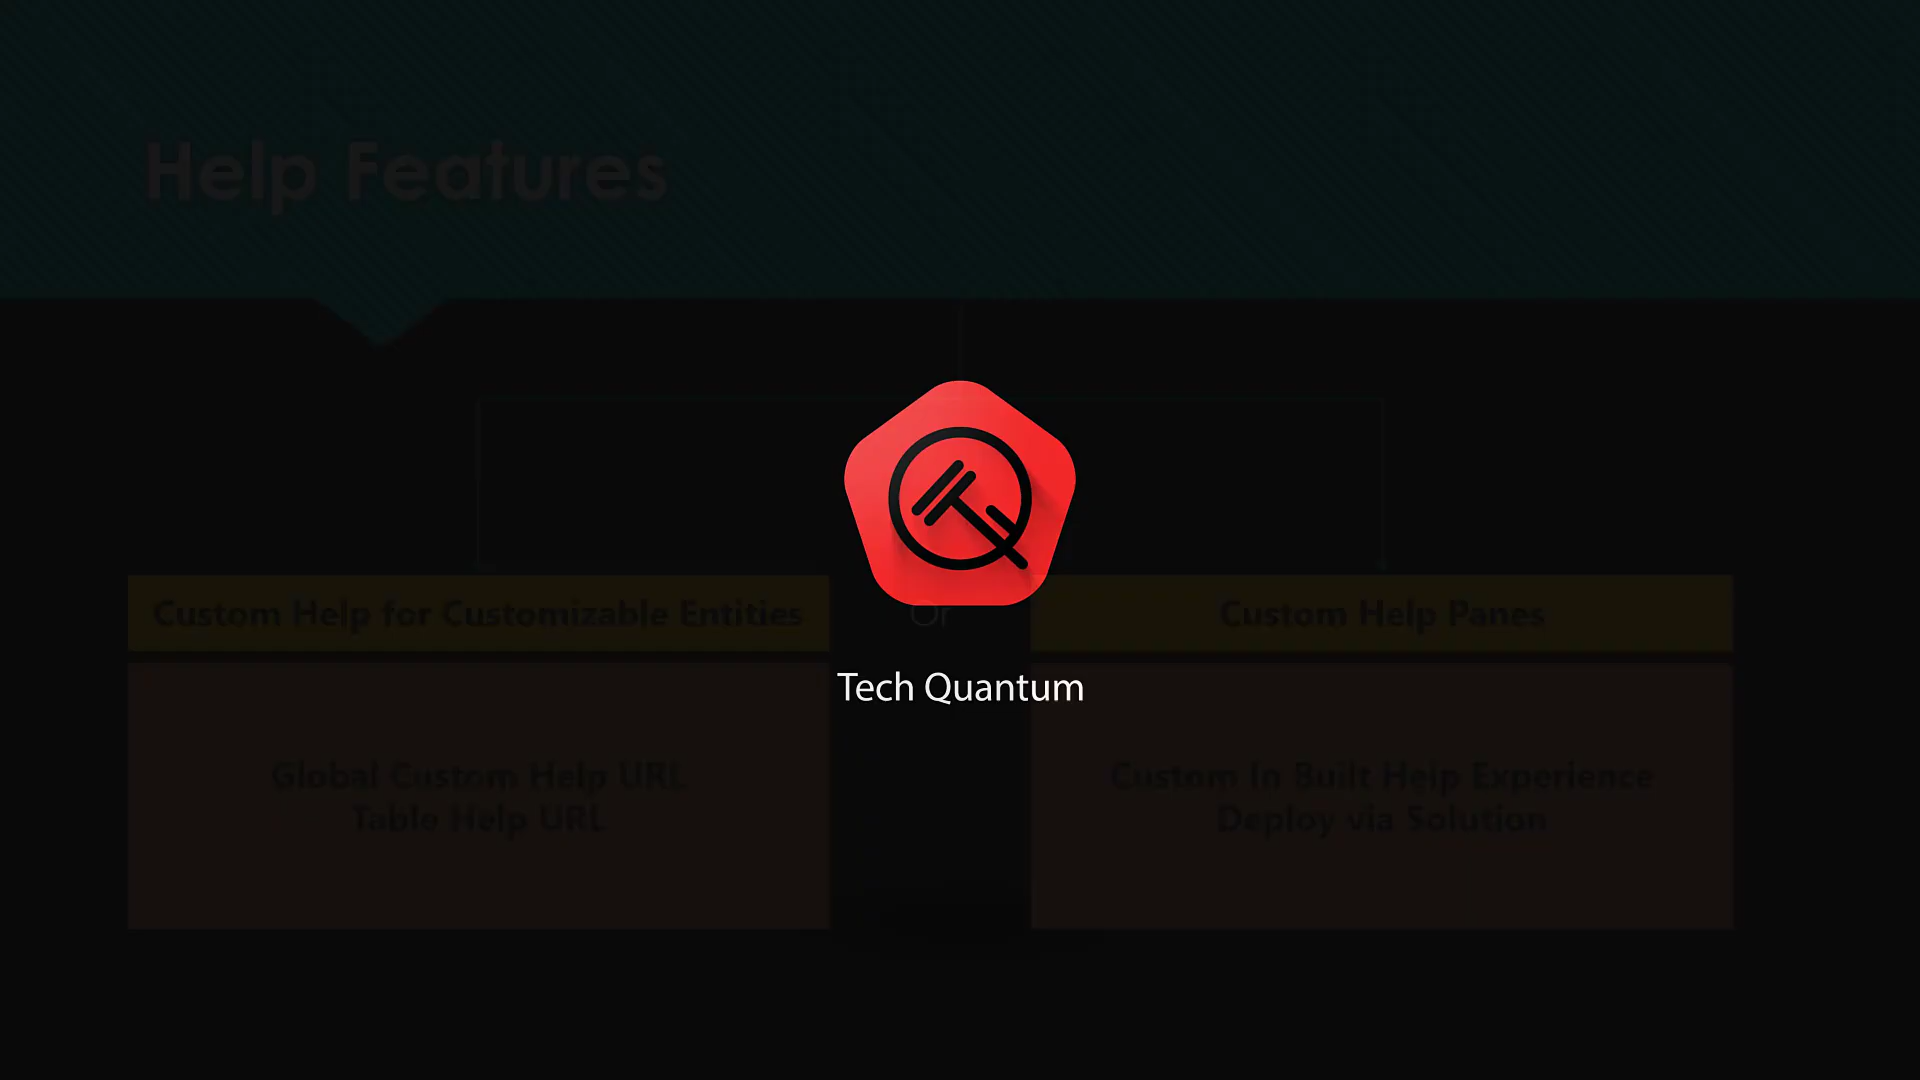 Help Features
Custom Help for Customizable Entities
Or
Custom Help Panes
Tech Quantum
Global Custom Help URL
Table Help URL
Custom In Built Help Experience
Deploy via Solution